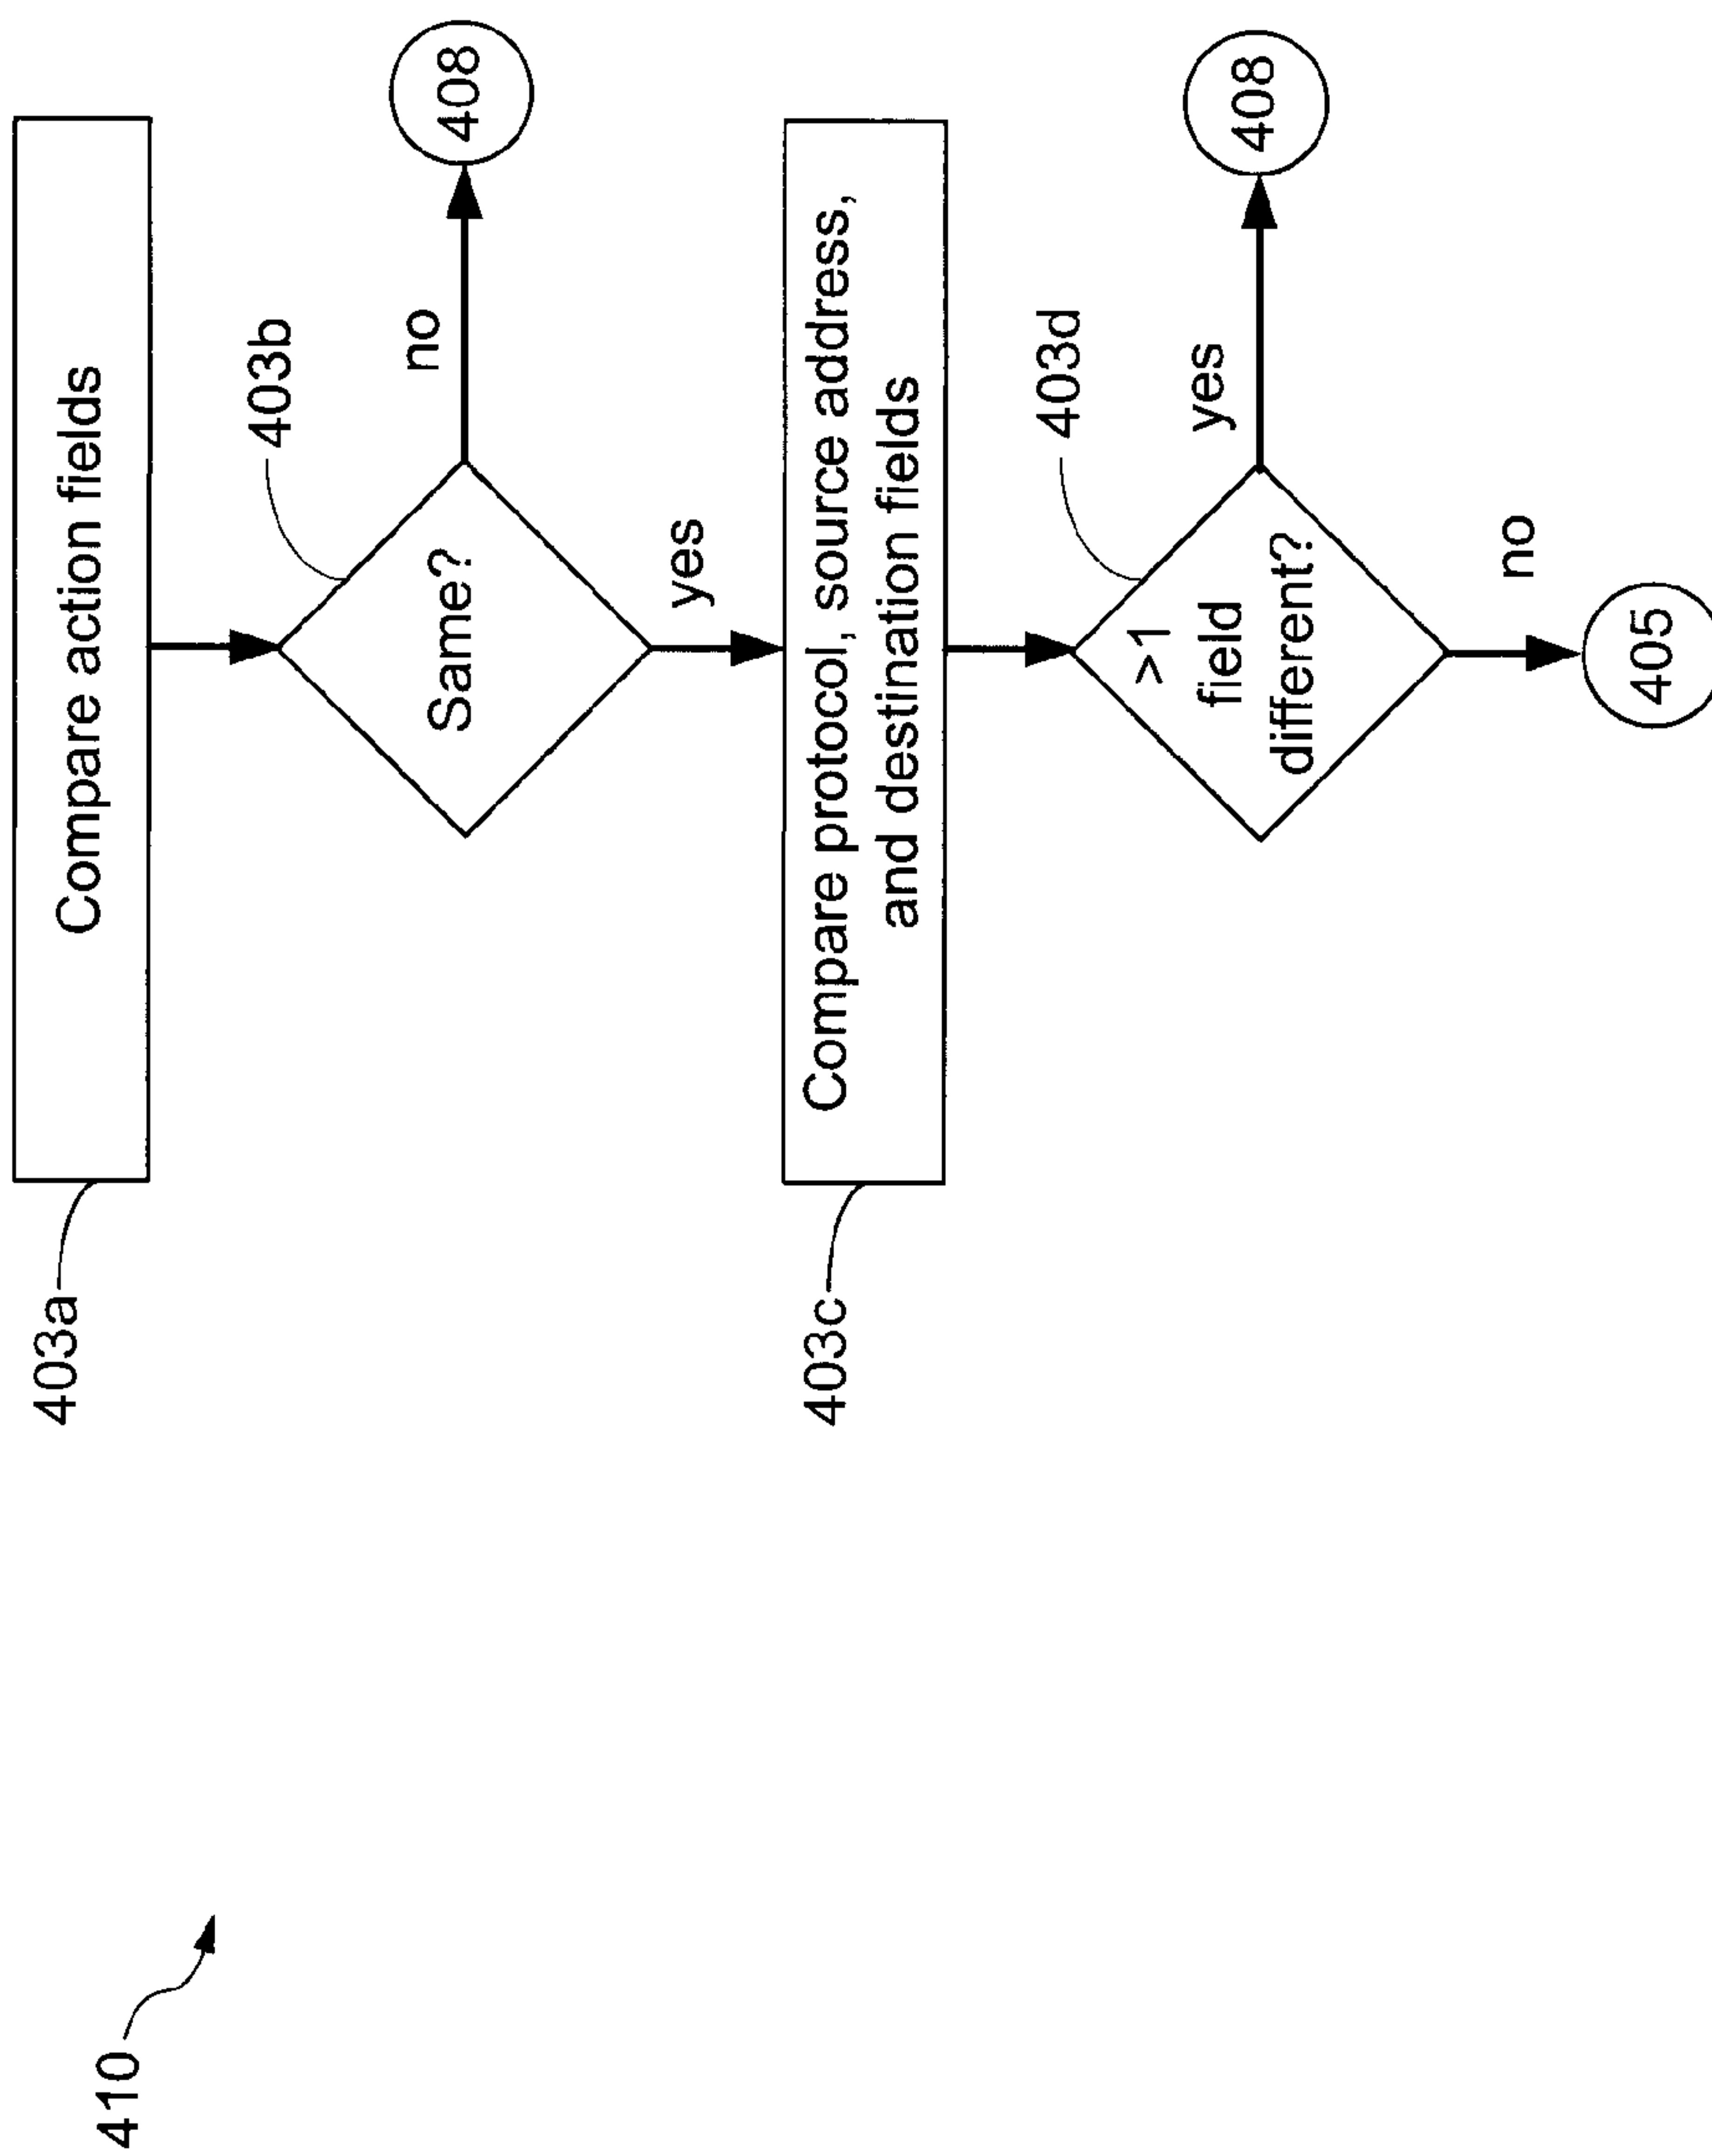 410
403a
Compare action fields
403b
Same?
no
408
yes
403c
Compare protocol, source address,
and destination fields
403d
>1
field
different?
yes
408
no
405